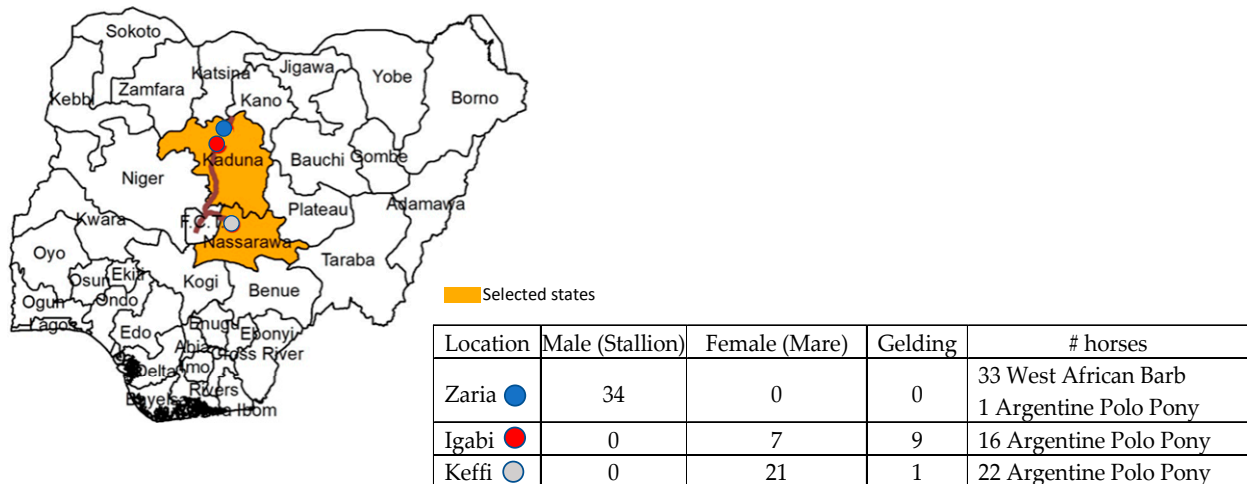 Sokoto
Katsina
Jigawa
Yobe
Borno
Zamfara
Kano
Kebbi
Kaduna
Bauchi
Gombe
Niger
Adamawa
Plateau
Kwara
F.C.T
Nassarawa
Taraba
Oyo
Ekiti
Osun
Kogi
Benue
Ogun
Ondo
Lagos
Edo
Enugu
Ebonyi
Abia
Cross River
Delta
Imo
Rivers
Bayelsa
Ibom
Selected states
Location Male (Stallion) Female (Mare) Gelding # horses
Zaria 34 0 0 33 West African Barb
1 Argentine Polo Pony
Igabi 0 7 9 16 Argentine Polo Pony
Keffi 0 21 1 22 Argentine Polo Pony